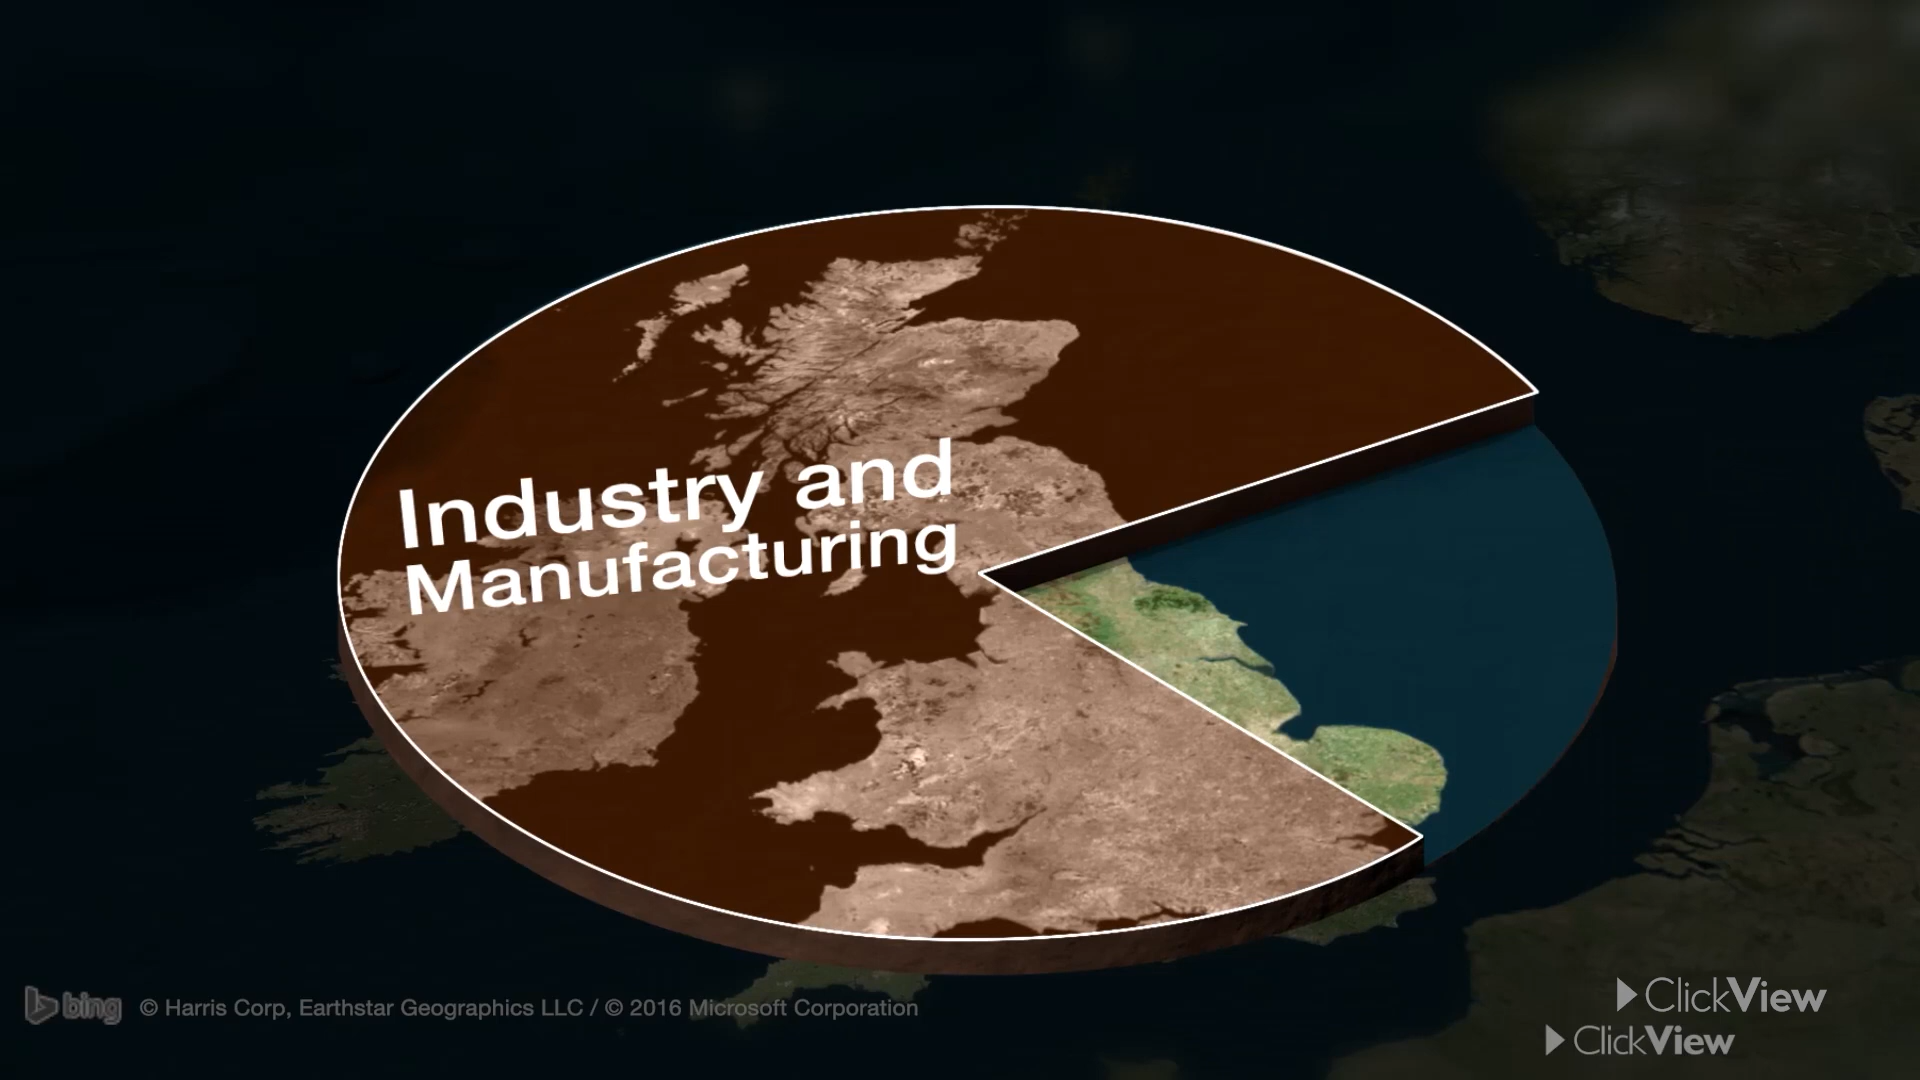 Industry and
Manufacturing
bing © Harris Corp, Earthstar Geographics LLC / © 2016 Microsoft Corporation
ClickView
ClickView